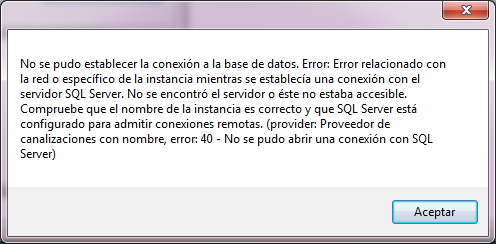 No se pudo establecer la conexión a la base de datos. Error: Error relacionado con
la red o específico de la instancia mientras se establecía una conexión con el
servidor SQL Server. No se encontró el servidor o éste no estaba accesible.
Compruebe que el nombre de la instancia es correcto y que SQL Server está
configurado para admitir conexiones remotas. (provider: Proveedor de
canalizaciones con nombre, error: 40 - No se pudo abrir una conexión con SQL
Server)
Aceptar